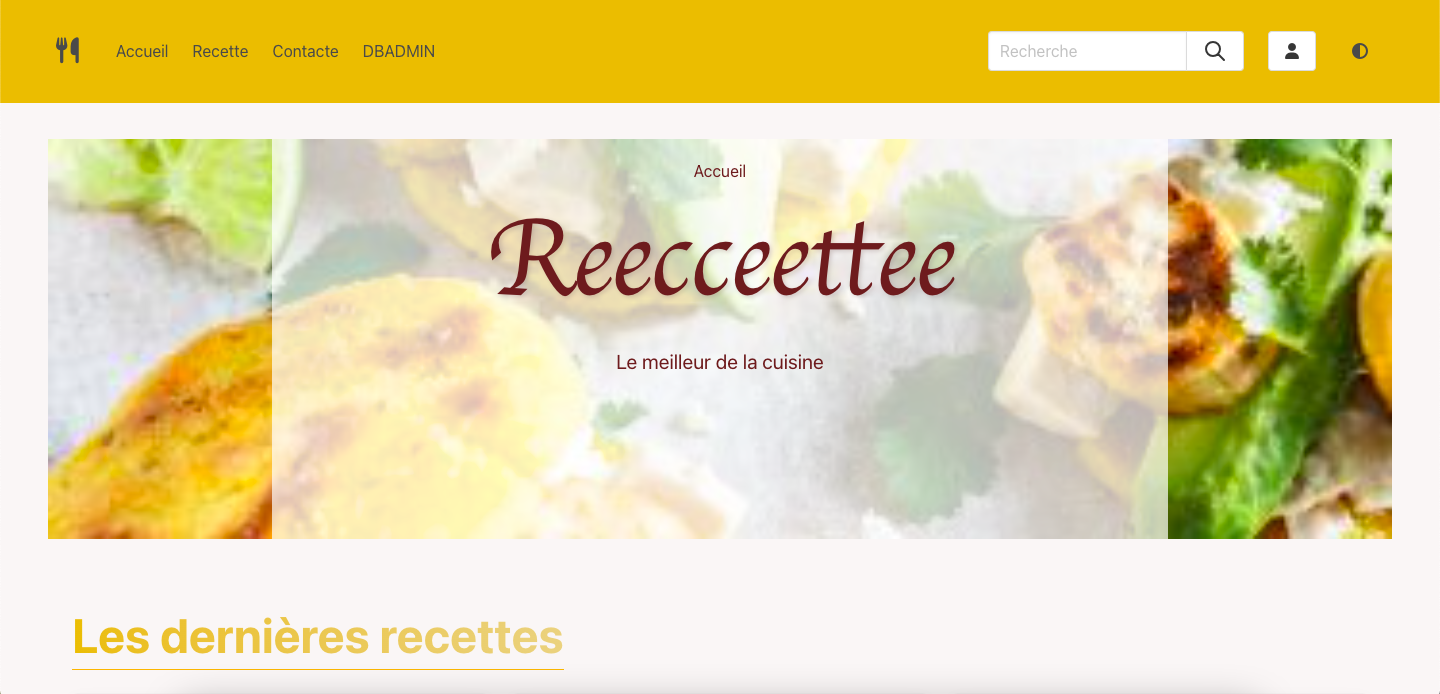 Accueil Recette Contacte DBADMIN Recherche
Accueil
Reecceettee
Le meilleur de la cuisine
Les dernières recettes